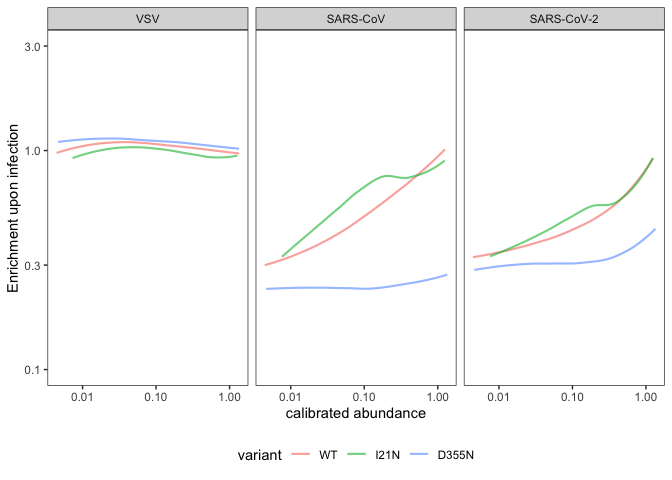 VSV SARS-CoV SARS-CoV-2
Enrichment upon infection
3.0
1.0
0.3
0.1
0.01 0.10 1.00 0.01 0.10 1.00 0.01 0.10 1.00
calibrated abundance
variant WT I21N D355N